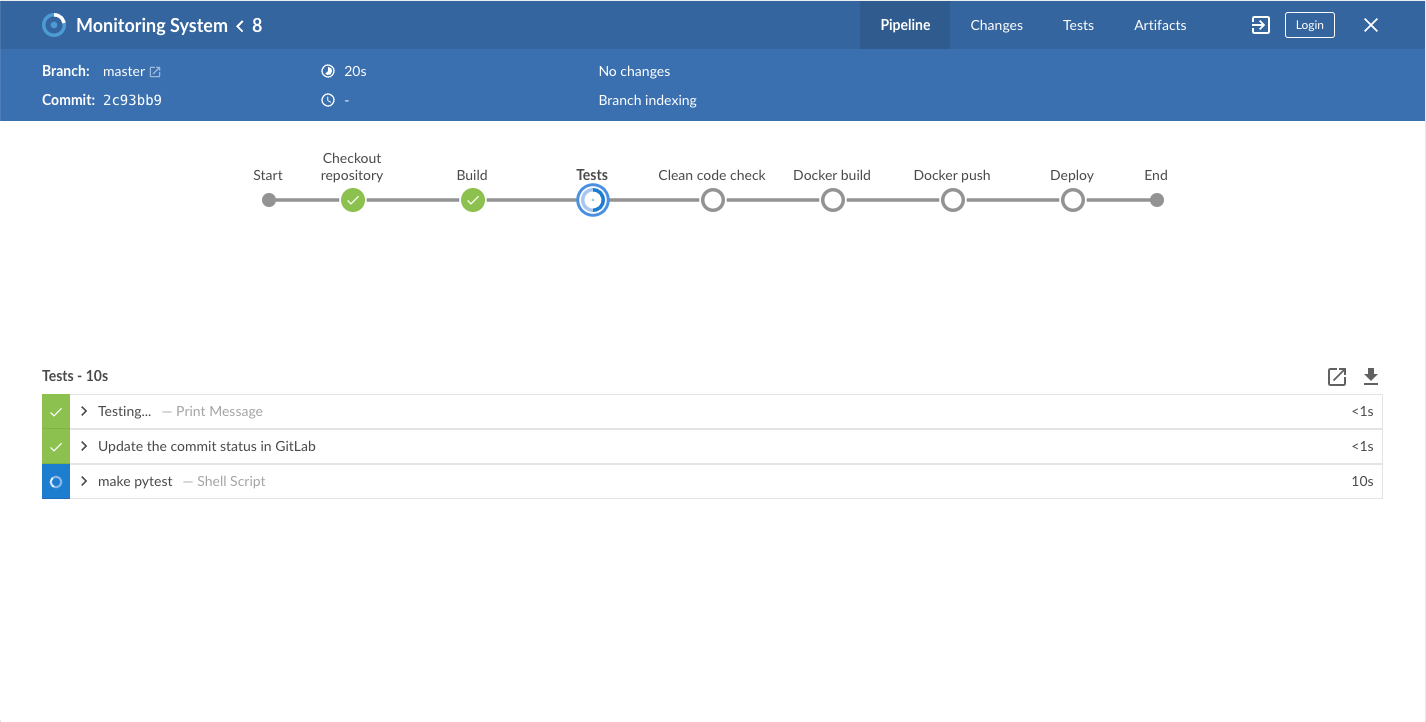 Monitoring System < 8
Pipeline Changes Tests Artifacts Login
Branch: master 20s No changes
Commit: 2c93bb9 - Branch indexing
Start Checkout repository Build Tests Clean code check Docker build Docker push Deploy End
Tests - 10s
Testing... — Print Message <1s
Update the commit status in GitLab <1s
make pytest — Shell Script 10s